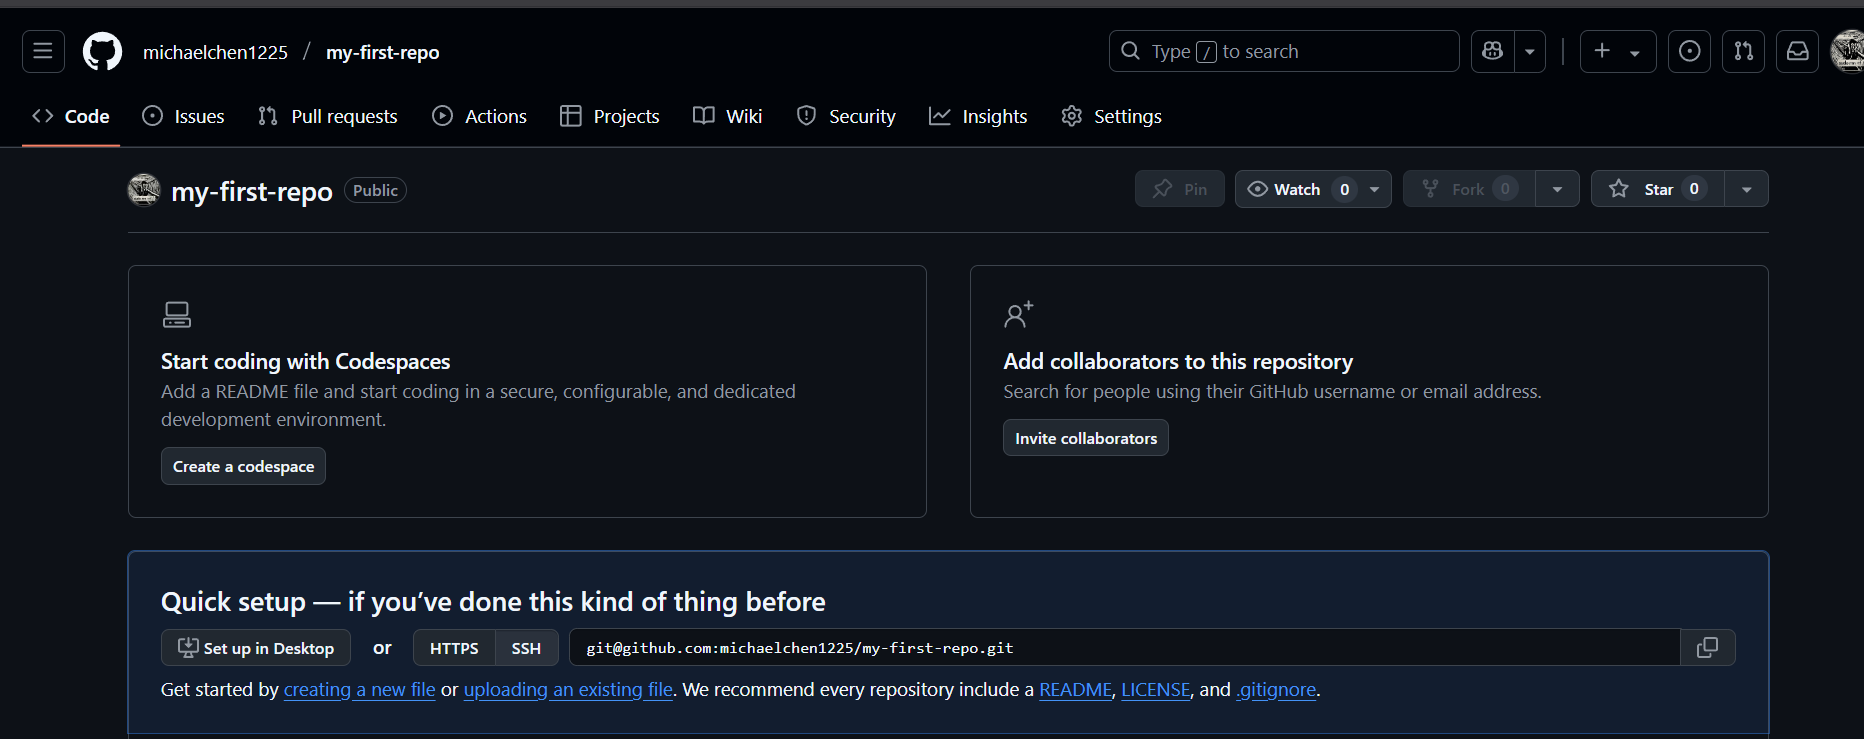 michaelchen1225 / my-first-repo
Type / to search
Code Issues Pull requests Actions Projects Wiki Security Insights Settings
my-first-repo Public
Pin Watch 0 Fork 0 Star 0
Start coding with Codespaces
Add a README file and start coding in a secure, configurable, and dedicated
development environment.
Create a codespace
Add collaborators to this repository
Search for people using their GitHub username or email address.
Invite collaborators
Quick setup — if you’ve done this kind of thing before
Set up in Desktop or HTTPS SSH git@github.com:michaelchen1225/my-first-repo.git
Get started by creating a new file or uploading an existing file. We recommend every repository include a README, LICENSE, and .gitignore.